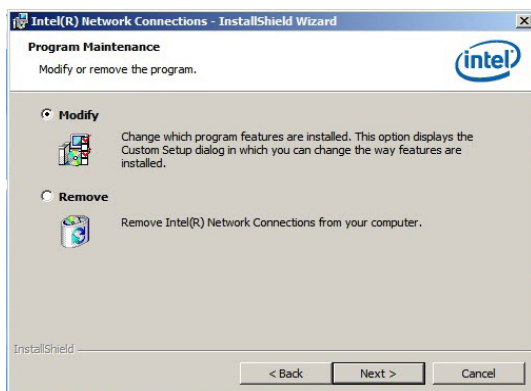 Intel(R) Network Connections - InstallShield Wizard
Program Maintenance
Modify or remove the program.
intel
Modify
Change which program features are installed. This option displays the
Custom Setup dialog in which you can change the way features are
installed.
Remove
Remove Intel(R) Network Connections from your computer.
InstallShield
< Back
Next >
Cancel